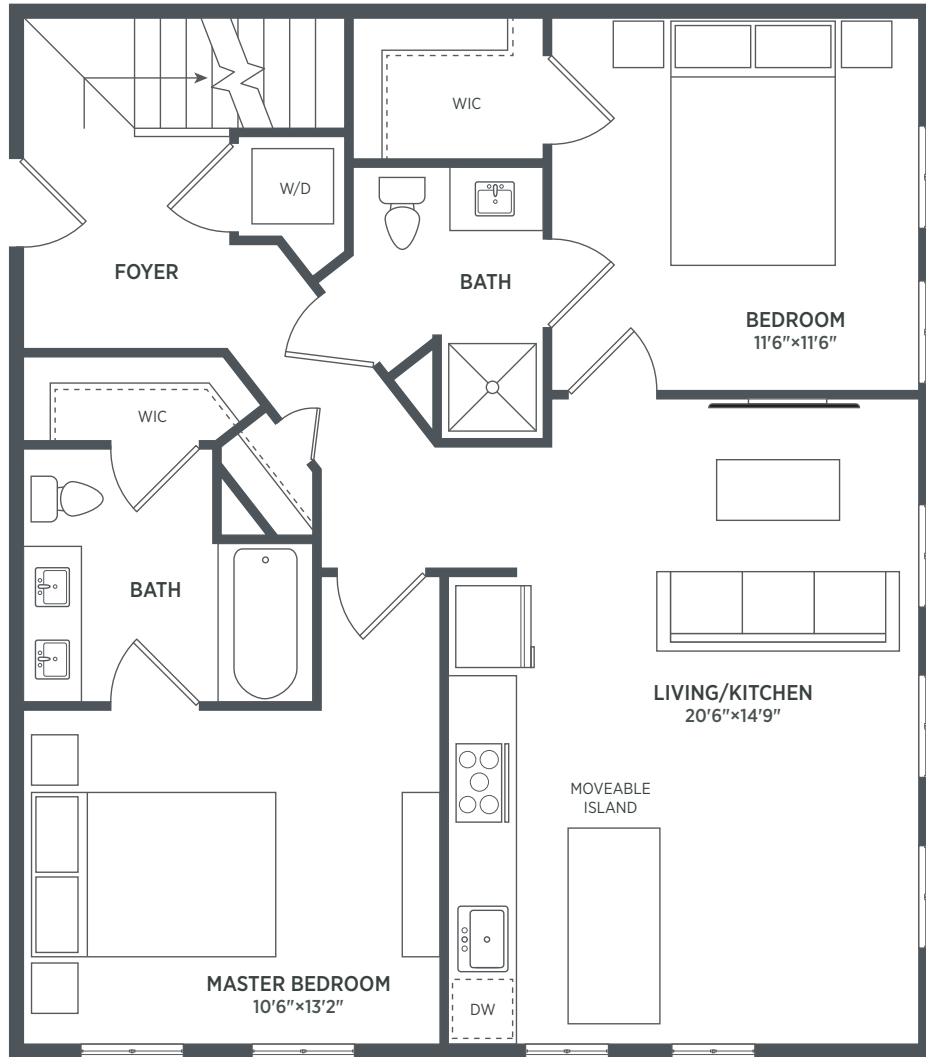 WIC
W/D
FOYER
BATH
BEDROOM
11'6"×11'6"
WIC
BATH
LIVING/KITCHEN
20'6"×14'9"
MOVEABLE
ISLAND
MASTER BEDROOM
10'6"×13'2"
DW